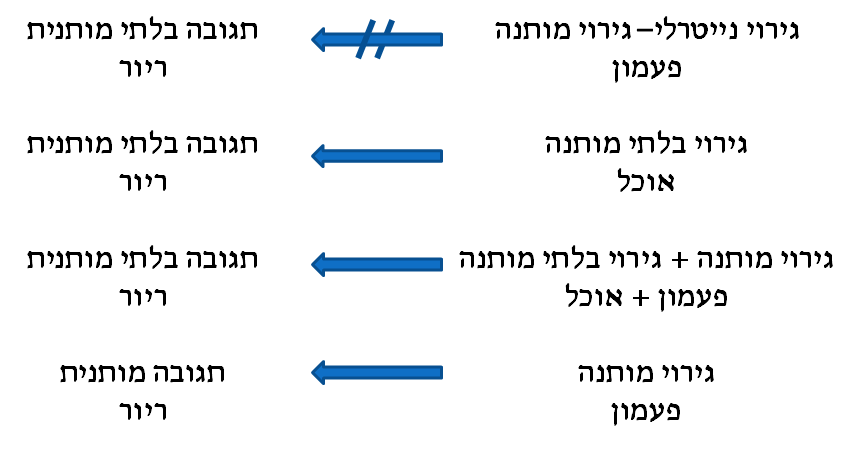 גירוי נייטרלי – גירוי מותנה
תגובה בלתי מותנית
פעמון
ריור
גירוי בלתי מותנה
תגובה בלתי מותנית
אוכל
ריור
גירוי מותנה + גירוי בלתי מותנה
תגובה בלתי מותנית
פעמון + אוכל
ריור
גירוי מותנה
תגובה מותנית
פעמון
ריור